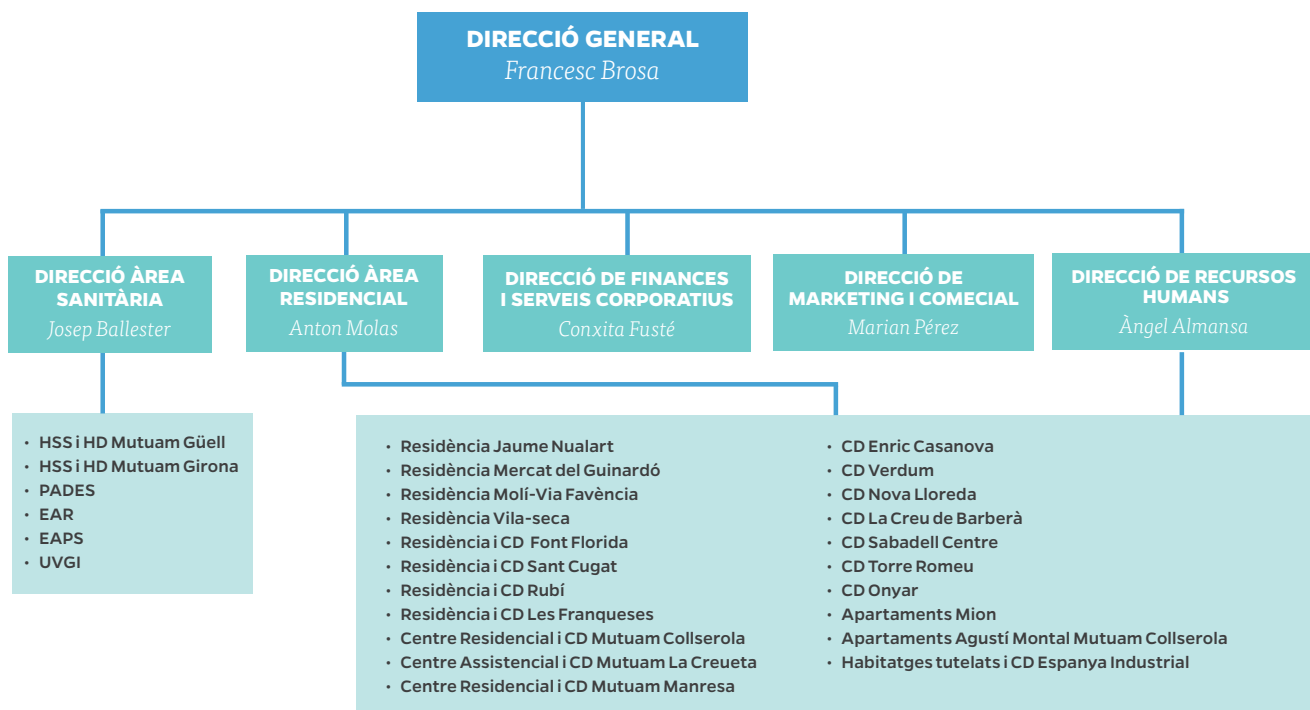 DIRECCIÓ GENERAL
Francesc Brosa
DIRECCIÓ ÀREA
SANITÀRIA
Josep Ballester
DIRECCIÓ ÀREA
RESIDENCIAL
Anton Molas
DIRECCIÓ DE FINANCES
I SERVEIS CORPORATIUS
Conxita Fusté
DIRECCIÓ DE
MARKETING I COMECIAL
Marian Pérez
DIRECCIÓ DE RECURSOS
HUMANS
Àngel Almansa
• HSS i HD Mutuam Güell
• HSS i HD Mutuam Girona
• PADES
• EAR
• EAPS
• UVGI
• Residència Jaume Nualart
• Residència Mercat del Guinardó
• Residència Molí-Via Favència
• Residència Vila-seca
• Residència i CD Font Florida
• Residència i CD Sant Cugat
• Residència i CD Rubí
• Residència i CD Les Franqueses
• Centre Residencial i CD Mutuam Collserola
• Centre Assistencial i CD Mutuam La Creueta
• Centre Residencial i CD Mutuam Manresa
• CD Enric Casanova
• CD Verdum
• CD Nova Lloreda
• CD La Creu de Barberà
• CD Sabadell Centre
• CD Torre Romeu
• CD Onyar
• Apartaments Mion
• Apartaments Agustí Montal Mutuam Collserola
• Habitatges tutelats i CD Espanya Industrial